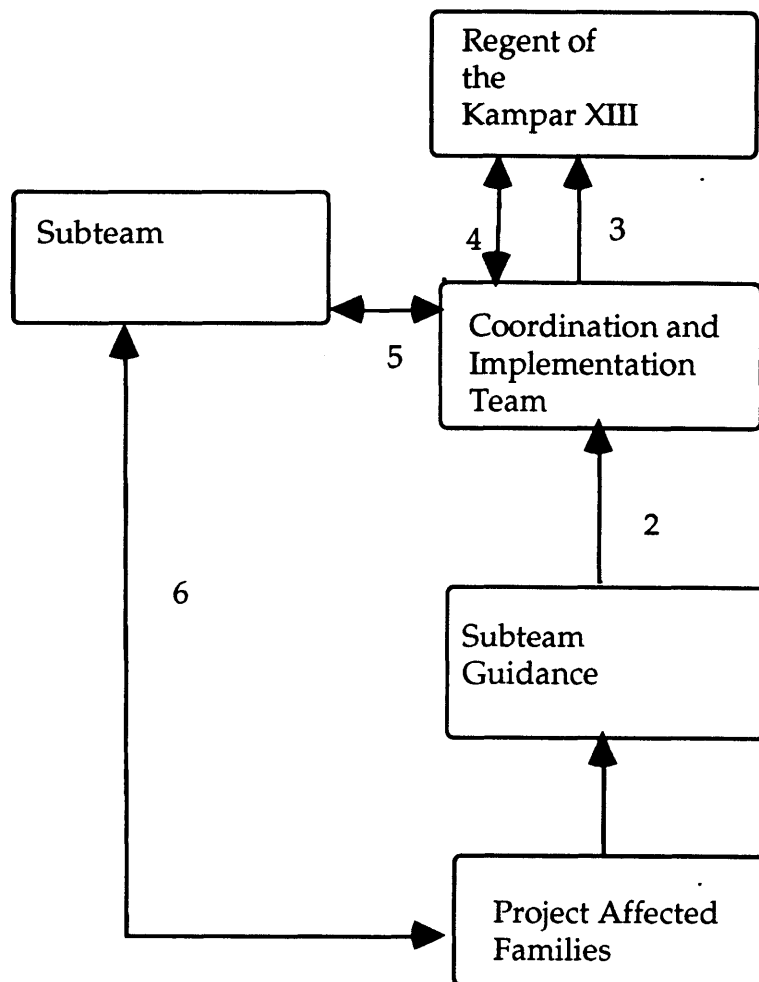 Regent of
the
Kampar XIII
Subteam
4
3
5
Coordination and
Implementation
Team
2
6
Subteam
Guidance
Project Affected
Families